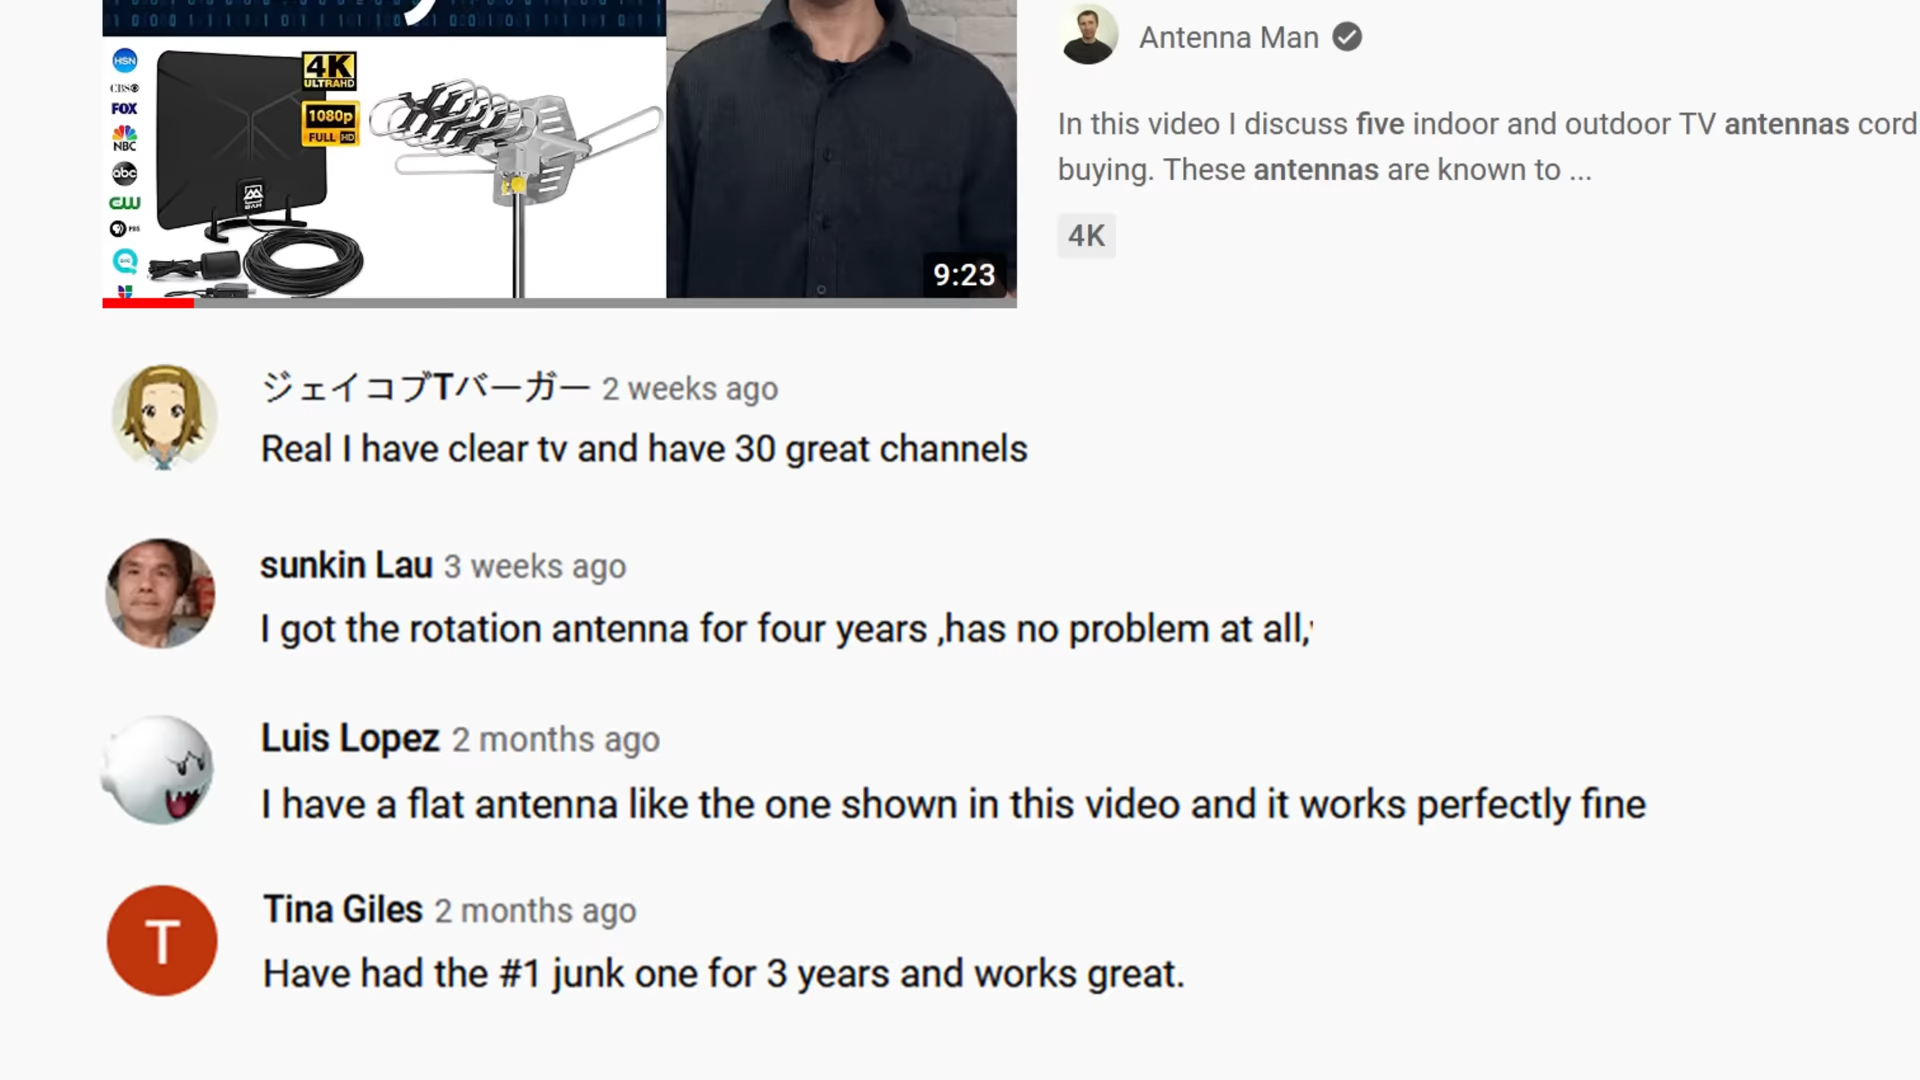 HSN
CBS
FOX
NBC
abc
CW
PBS
4K
ULTRAHD
1080p
FULL HD
9:23
Antenna Man
In this video I discuss five indoor and outdoor TV antennas cord
buying. These antennas are known to ...
4K
ジェイコブTバーガー 2 weeks ago
Real I have clear tv and have 30 great channels
sunkin Lau 3 weeks ago
I got the rotation antenna for four years ,has no problem at all,
Luis Lopez 2 months ago
I have a flat antenna like the one shown in this video and it works perfectly fine
T
Tina Giles 2 months ago
Have had the #1 junk one for 3 years and works great.